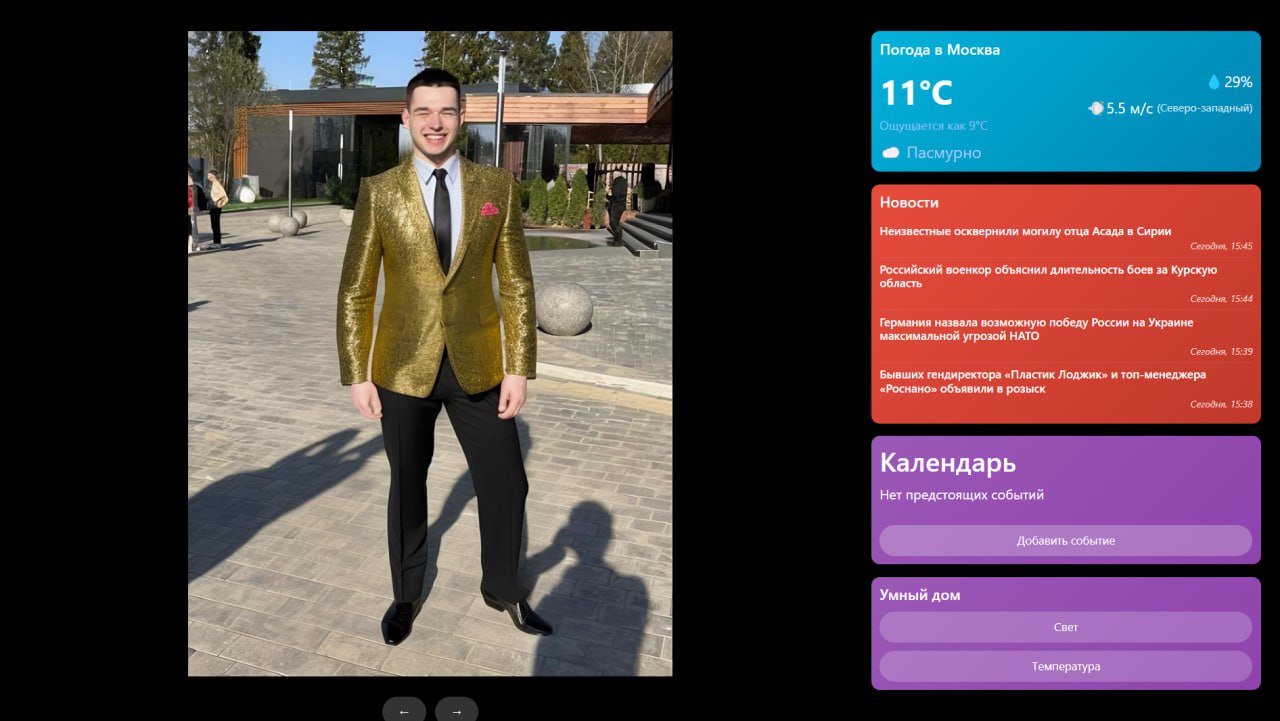 Погода в Москва
11°C
29%
5.5 м/с (Северо-западный)
Ощущается как 9°C
Пасмурно
Новости
Неизвестные осквернили могилу отца Асада в Сирии
Сегодня, 15:45
Российский военкор объяснил длительность боев за Курскую
область
Сегодня, 15:44
Германия назвала возможную победу России на Украине
максимальной угрозой НАТО
Сегодня, 15:39
Бывших гендиректора «Пластик Лоджик» и топ-менеджера
«Роснано» объявили в розыск
Сегодня, 15:38
Календарь
Нет предстоящих событий
Добавить событие
Умный дом
Свет
Температура
← →